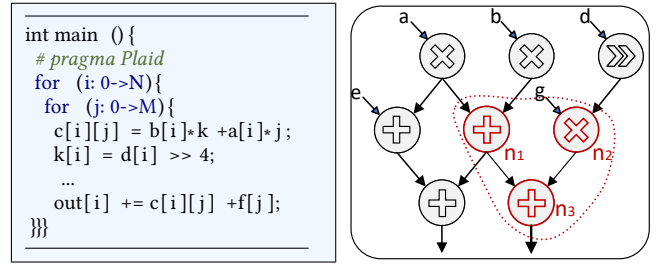 int main () {
# pragma Plaid
for (i: 0->N){
for (j: 0->M){
c[i][j] = b[i]*k +a[i]*j;
k[i] = d[i] >> 4;
...
out[i] += c[i][j] +f[j];
}}}
a b d
e g
n1 n2
n3